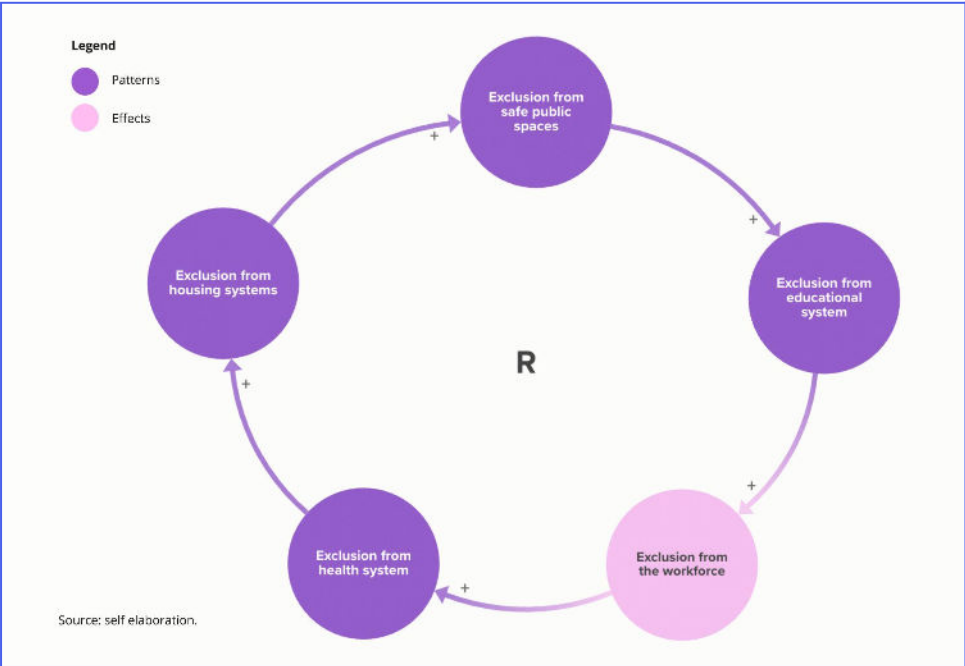 Legend
Patterns
Effects
Exclusion from
safe public
spaces
+
+
Exclusion from
housing systems
Exclusion from
educational
system
R
+
+
Exclusion from
health system
Exclusion from
the workforce
+
Source: self elaboration.